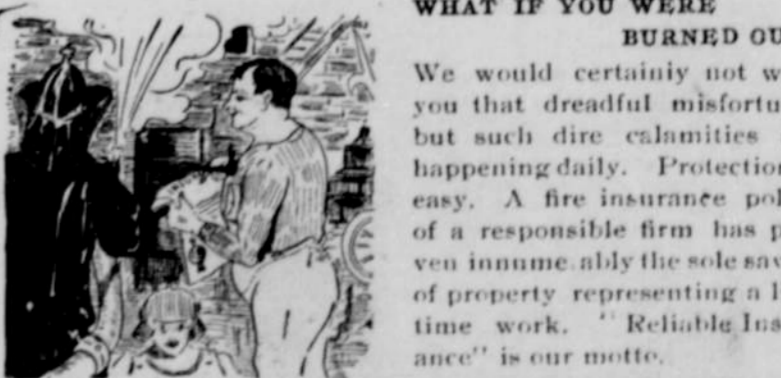 WHAT IF YOU WERE
BURNED OU
We would certainly not w
you that dreadful misfortu
but such dire calamities
happening daily. Protection
easy. A fire insurance pol
of a responsible firm has p
ven innume ably the sole sav
of property representing a l
time work. "Reliable Ins
ance" is our motto.